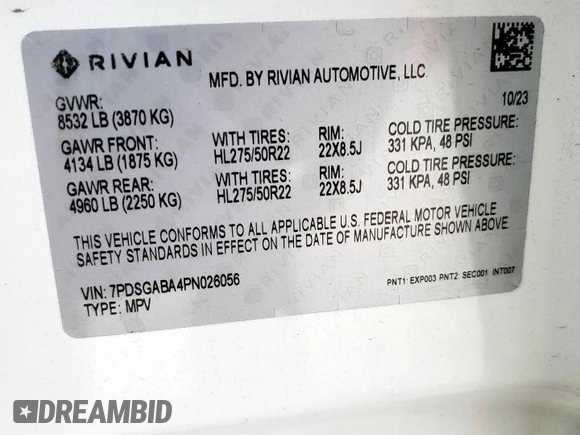 RIVIAN
MFD. BY RIVIAN AUTOMOTIVE, LLC
10/23
GVWR:
8532 LB (3870 KG)
GAWR FRONT: WITH TIRES: RIM: COLD TIRE PRESSURE:
4134 LB (1875 KG) HL275/50R22 22X8.5J 331 KPA, 48 PSI
GAWR REAR: WITH TIRES: RIM: COLD TIRE PRESSURE:
4960 LB (2250 KG) HL275/50R22 22X8.5J 331 KPA, 48 PSI
THIS VEHICLE CONFORMS TO ALL APPLICABLE U.S. FEDERAL MOTOR VEHICLE
SAFETY STANDARDS IN EFFECT ON THE DATE OF MANUFACTURE SHOWN ABOVE.
VIN: 7PDSGABA4PN026056
TYPE: MPV
PNT1: EXP003 PNT2: SEC001 INT007
DREAMBID